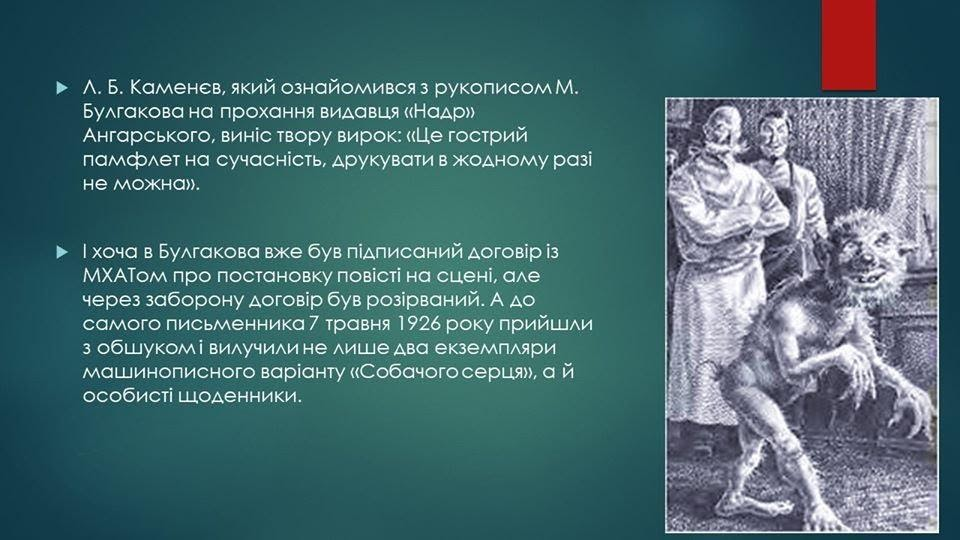 Л. Б. Каменєв, який ознайомився з рукописом М.
Булгакова на прохання видавця «Надр»
Ангарського, виніс твору вирок: «Це гострий
памфлет на сучасність, друкувати в жодному разі
не можна».
І хоча в Булгакова вже був підписаний договір із
МХАТом про постановку повісті на сцені, але
через заборону договір був розірваний. А до
самого письменника 7 травня 1926 року прийшли
з обшуком і вилучили не лише два екземпляри
машинописного варіанту «Собачого серця», а й
особисті щоденники.